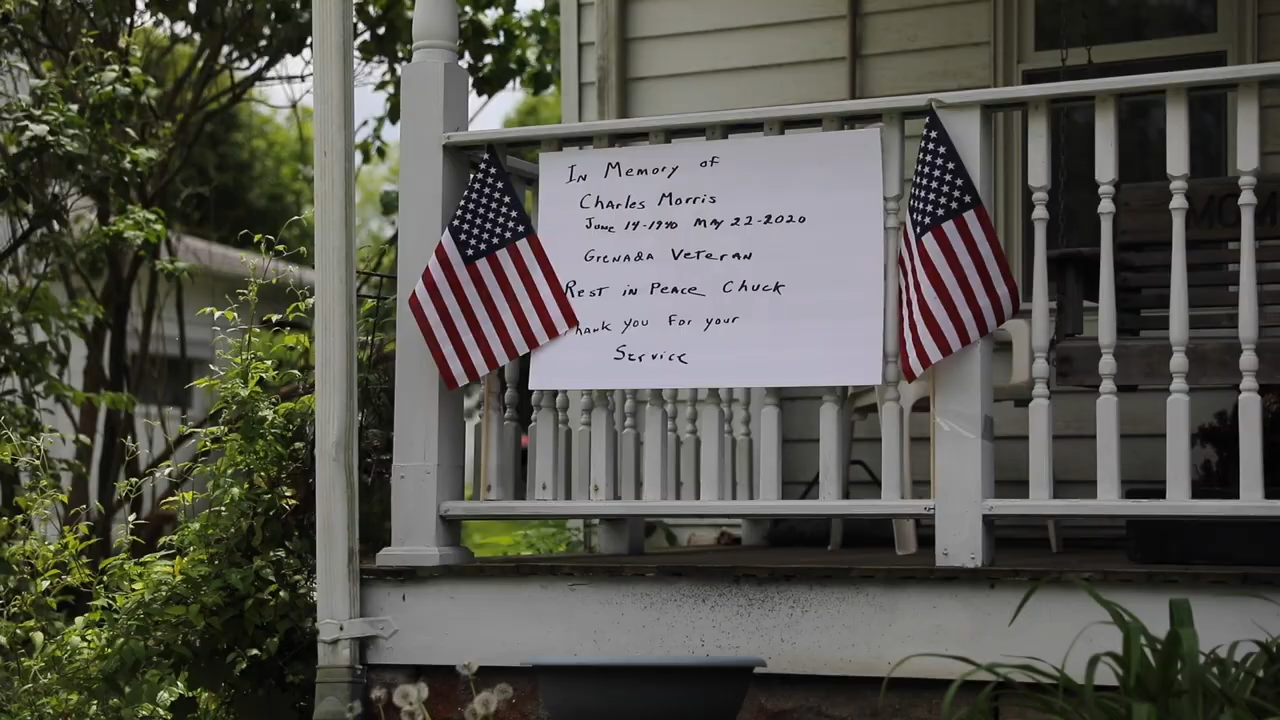 In Memory of
Charles Morris
June 14-1940 May 22-2020
Grenada Veteran
Rest in Peace Chuck
hank you For your
Service
MOM